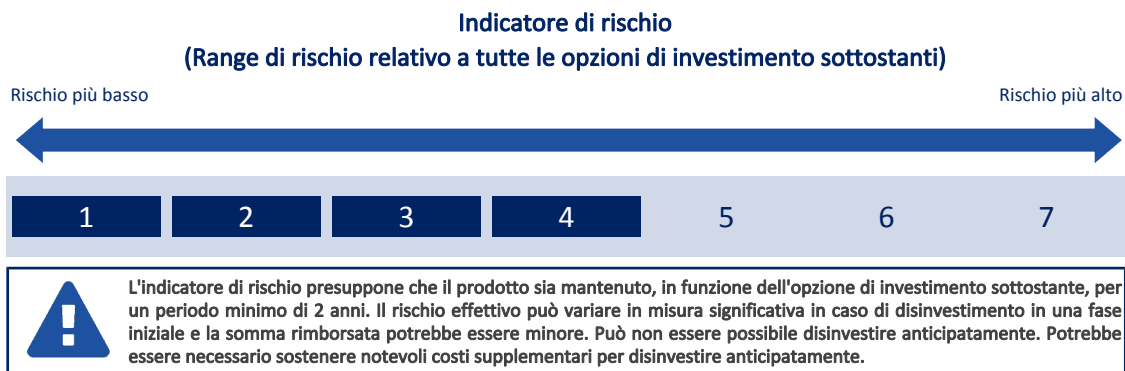 Indicatore di rischio
(Range di rischio relativo a tutte le opzioni di investimento sottostanti)
Rischio più basso
Rischio più alto
1 2 3 4 5 6 7
L'indicatore di rischio presuppone che il prodotto sia mantenuto, in funzione dell'opzione di investimento sottostante, per
un periodo minimo di 2 anni. Il rischio effettivo può variare in misura significativa in caso di disinvestimento in una fase
iniziale e la somma rimborsata potrebbe essere minore. Può non essere possibile disinvestire anticipatamente. Potrebbe
essere necessario sostenere notevoli costi supplementari per disinvestire anticipatamente.